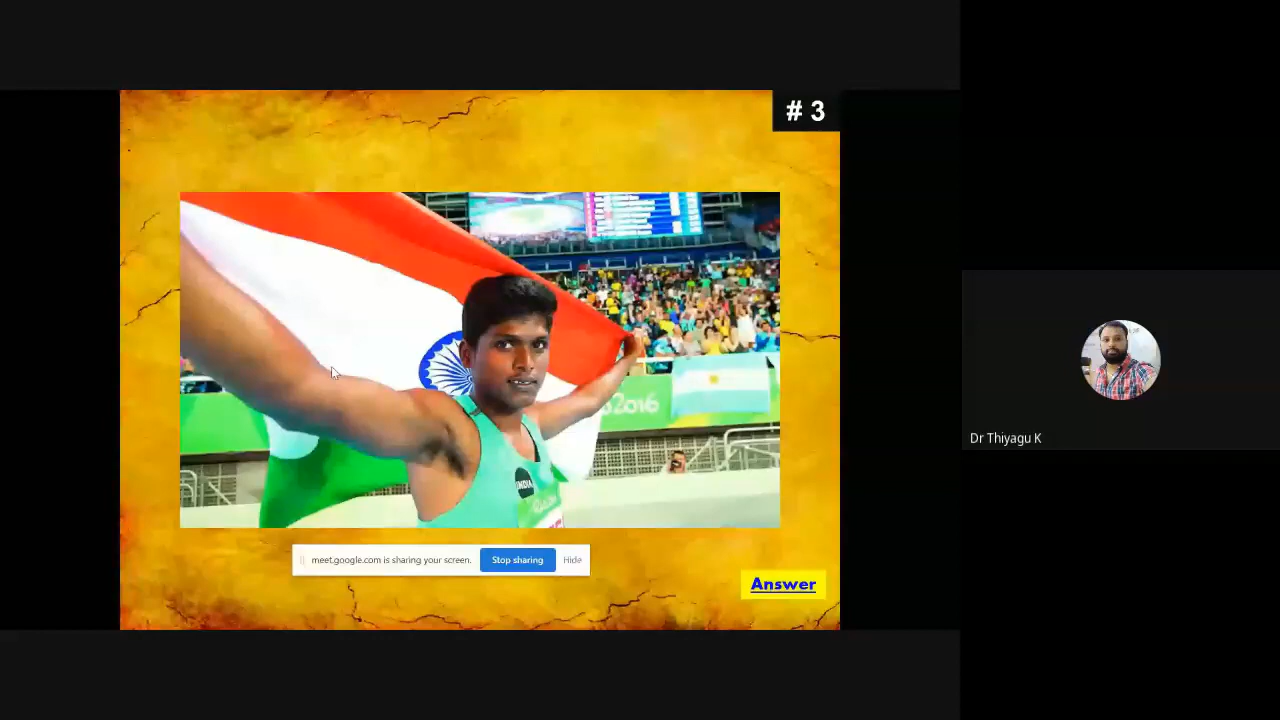 # 3
2016
INDIA
meet.google.com is sharing your screen.
Stop sharing
Hide
Answer
Dr Thiyagu K